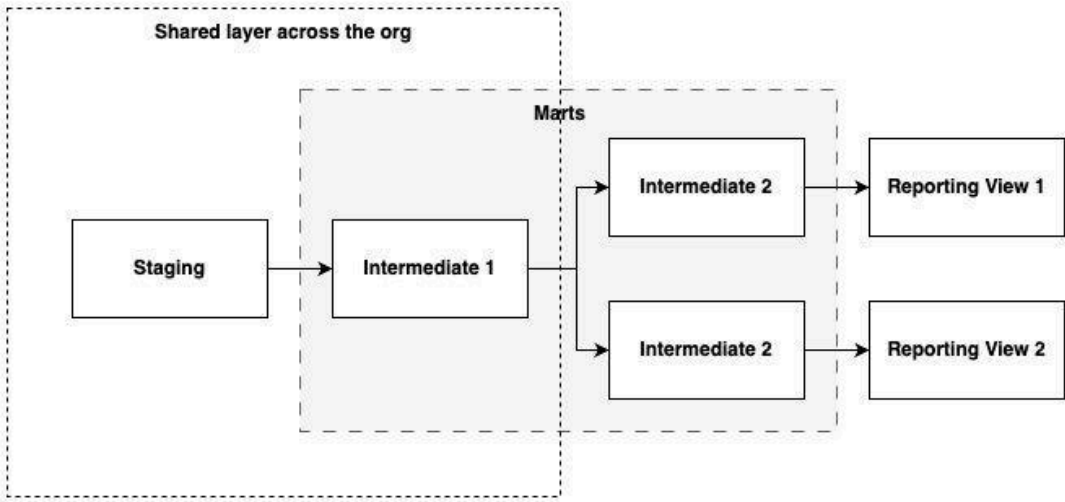 Shared layer across the org
Marts
Intermediate 2
Reporting View 1
Staging
Intermediate 1
Intermediate 2
Reporting View 2